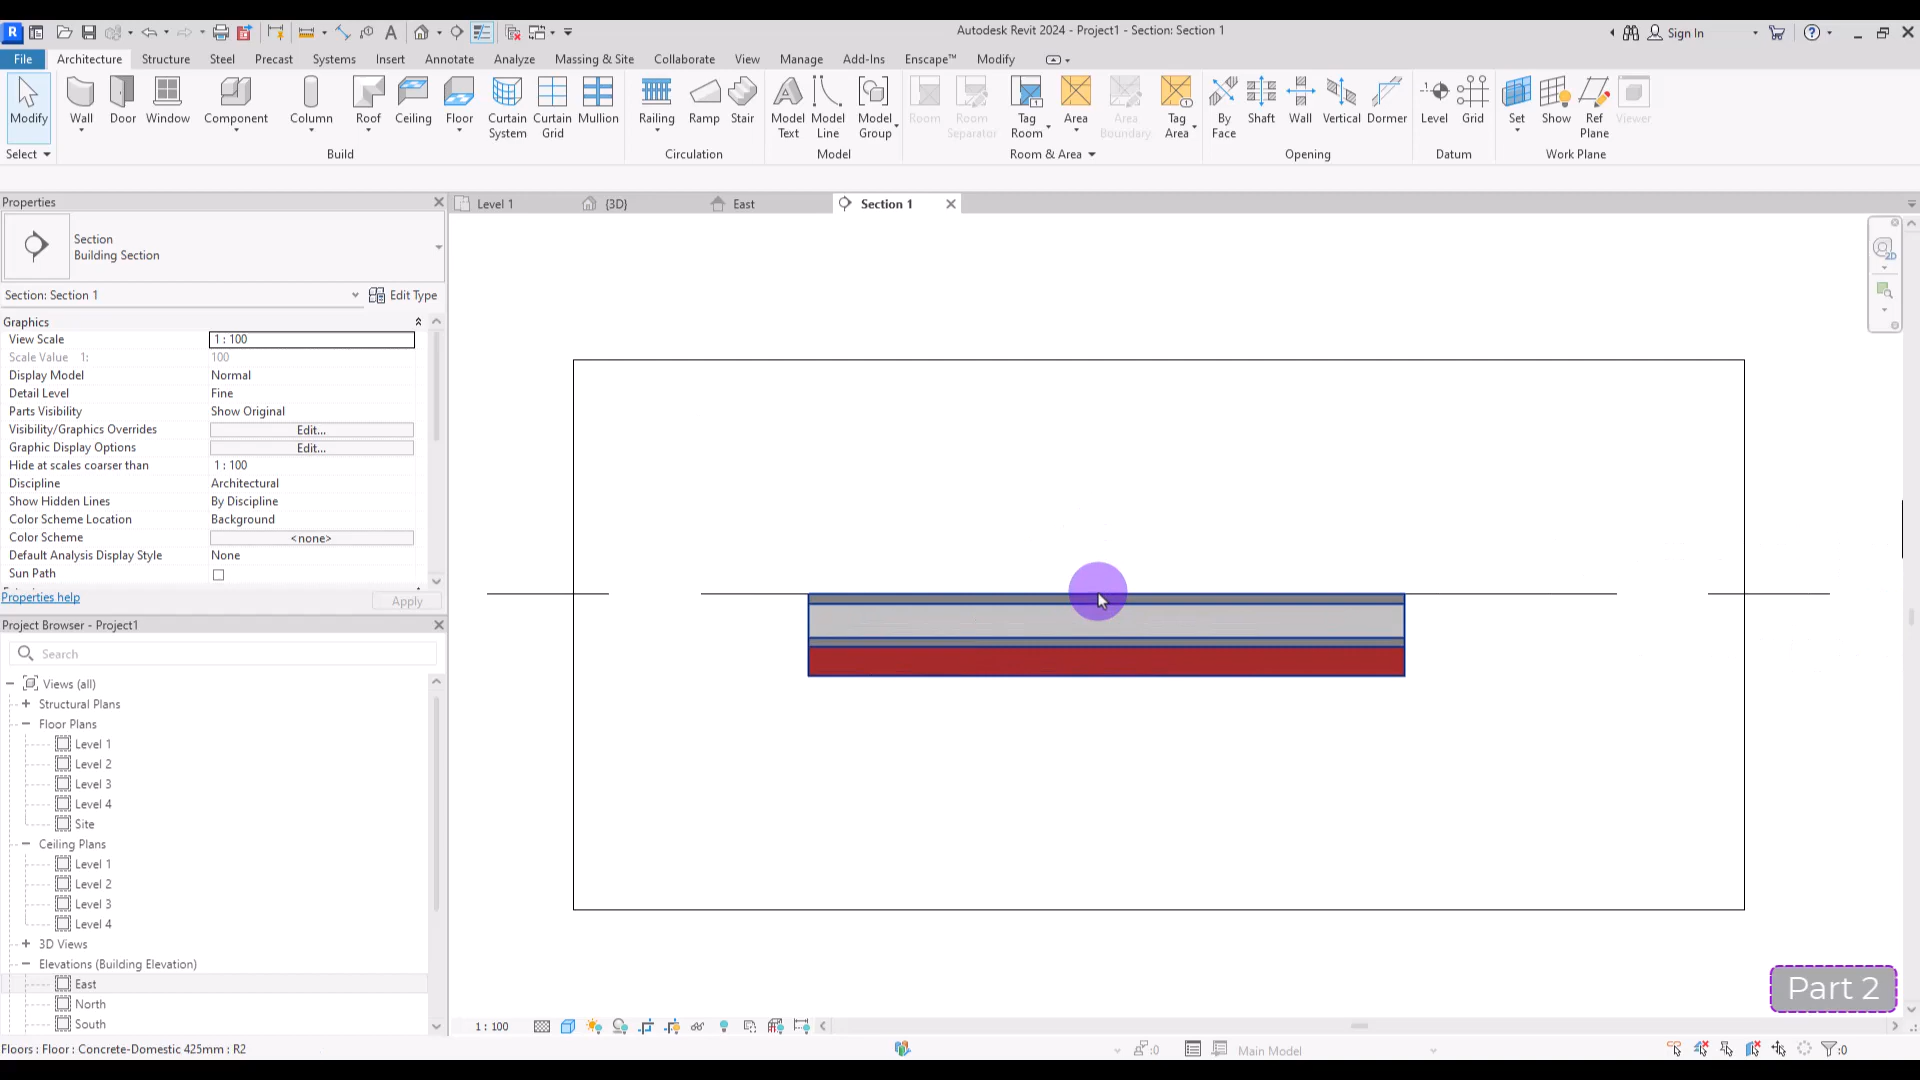 Autodesk Revit 2024 - Project1 - Section: Section 1
Sign In
File Architecture Structure Steel Precast Systems Insert Annotate Analyze Massing & Site Collaborate View Manage Add-Ins Enscape™ Modify
Modify Wall Door Window Component Column Roof Ceiling Floor Curtain System Curtain Grid Mullion Railing Ramp Stair Model Text Model Line Model Group Room Room Separator Tag Room Area Area Boundary Tag Area By Face Shaft Wall Vertical Dormer Level Grid Set Show Ref Plane Viewer
Select Build Circulation Model Room & Area Opening Datum Work Plane
Properties
Level 1 {3D} East Section 1
Section
Building Section
Section: Section 1 Edit Type
Graphics
View Scale 1 : 100
Scale Value 1: 100
Display Model Normal
Detail Level Fine
Parts Visibility Show Original
Visibility/Graphics Overrides Edit...
Graphic Display Options Edit...
Hide at scales coarser than 1 : 100
Discipline Architectural
Show Hidden Lines By Discipline
Color Scheme Location Background
Color Scheme <none>
Default Analysis Display Style None
Sun Path
Properties help Apply
Project Browser - Project1
Search
Views (all)
Structural Plans
Floor Plans
Level 1
Level 2
Level 3
Level 4
Site
Ceiling Plans
Level 1
Level 2
Level 3
Level 4
3D Views
Elevations (Building Elevation)
East
North
South
Part 2
1 : 100
Floors : Floor : Concrete-Domestic 425mm : R2
:0
Main Model
:0